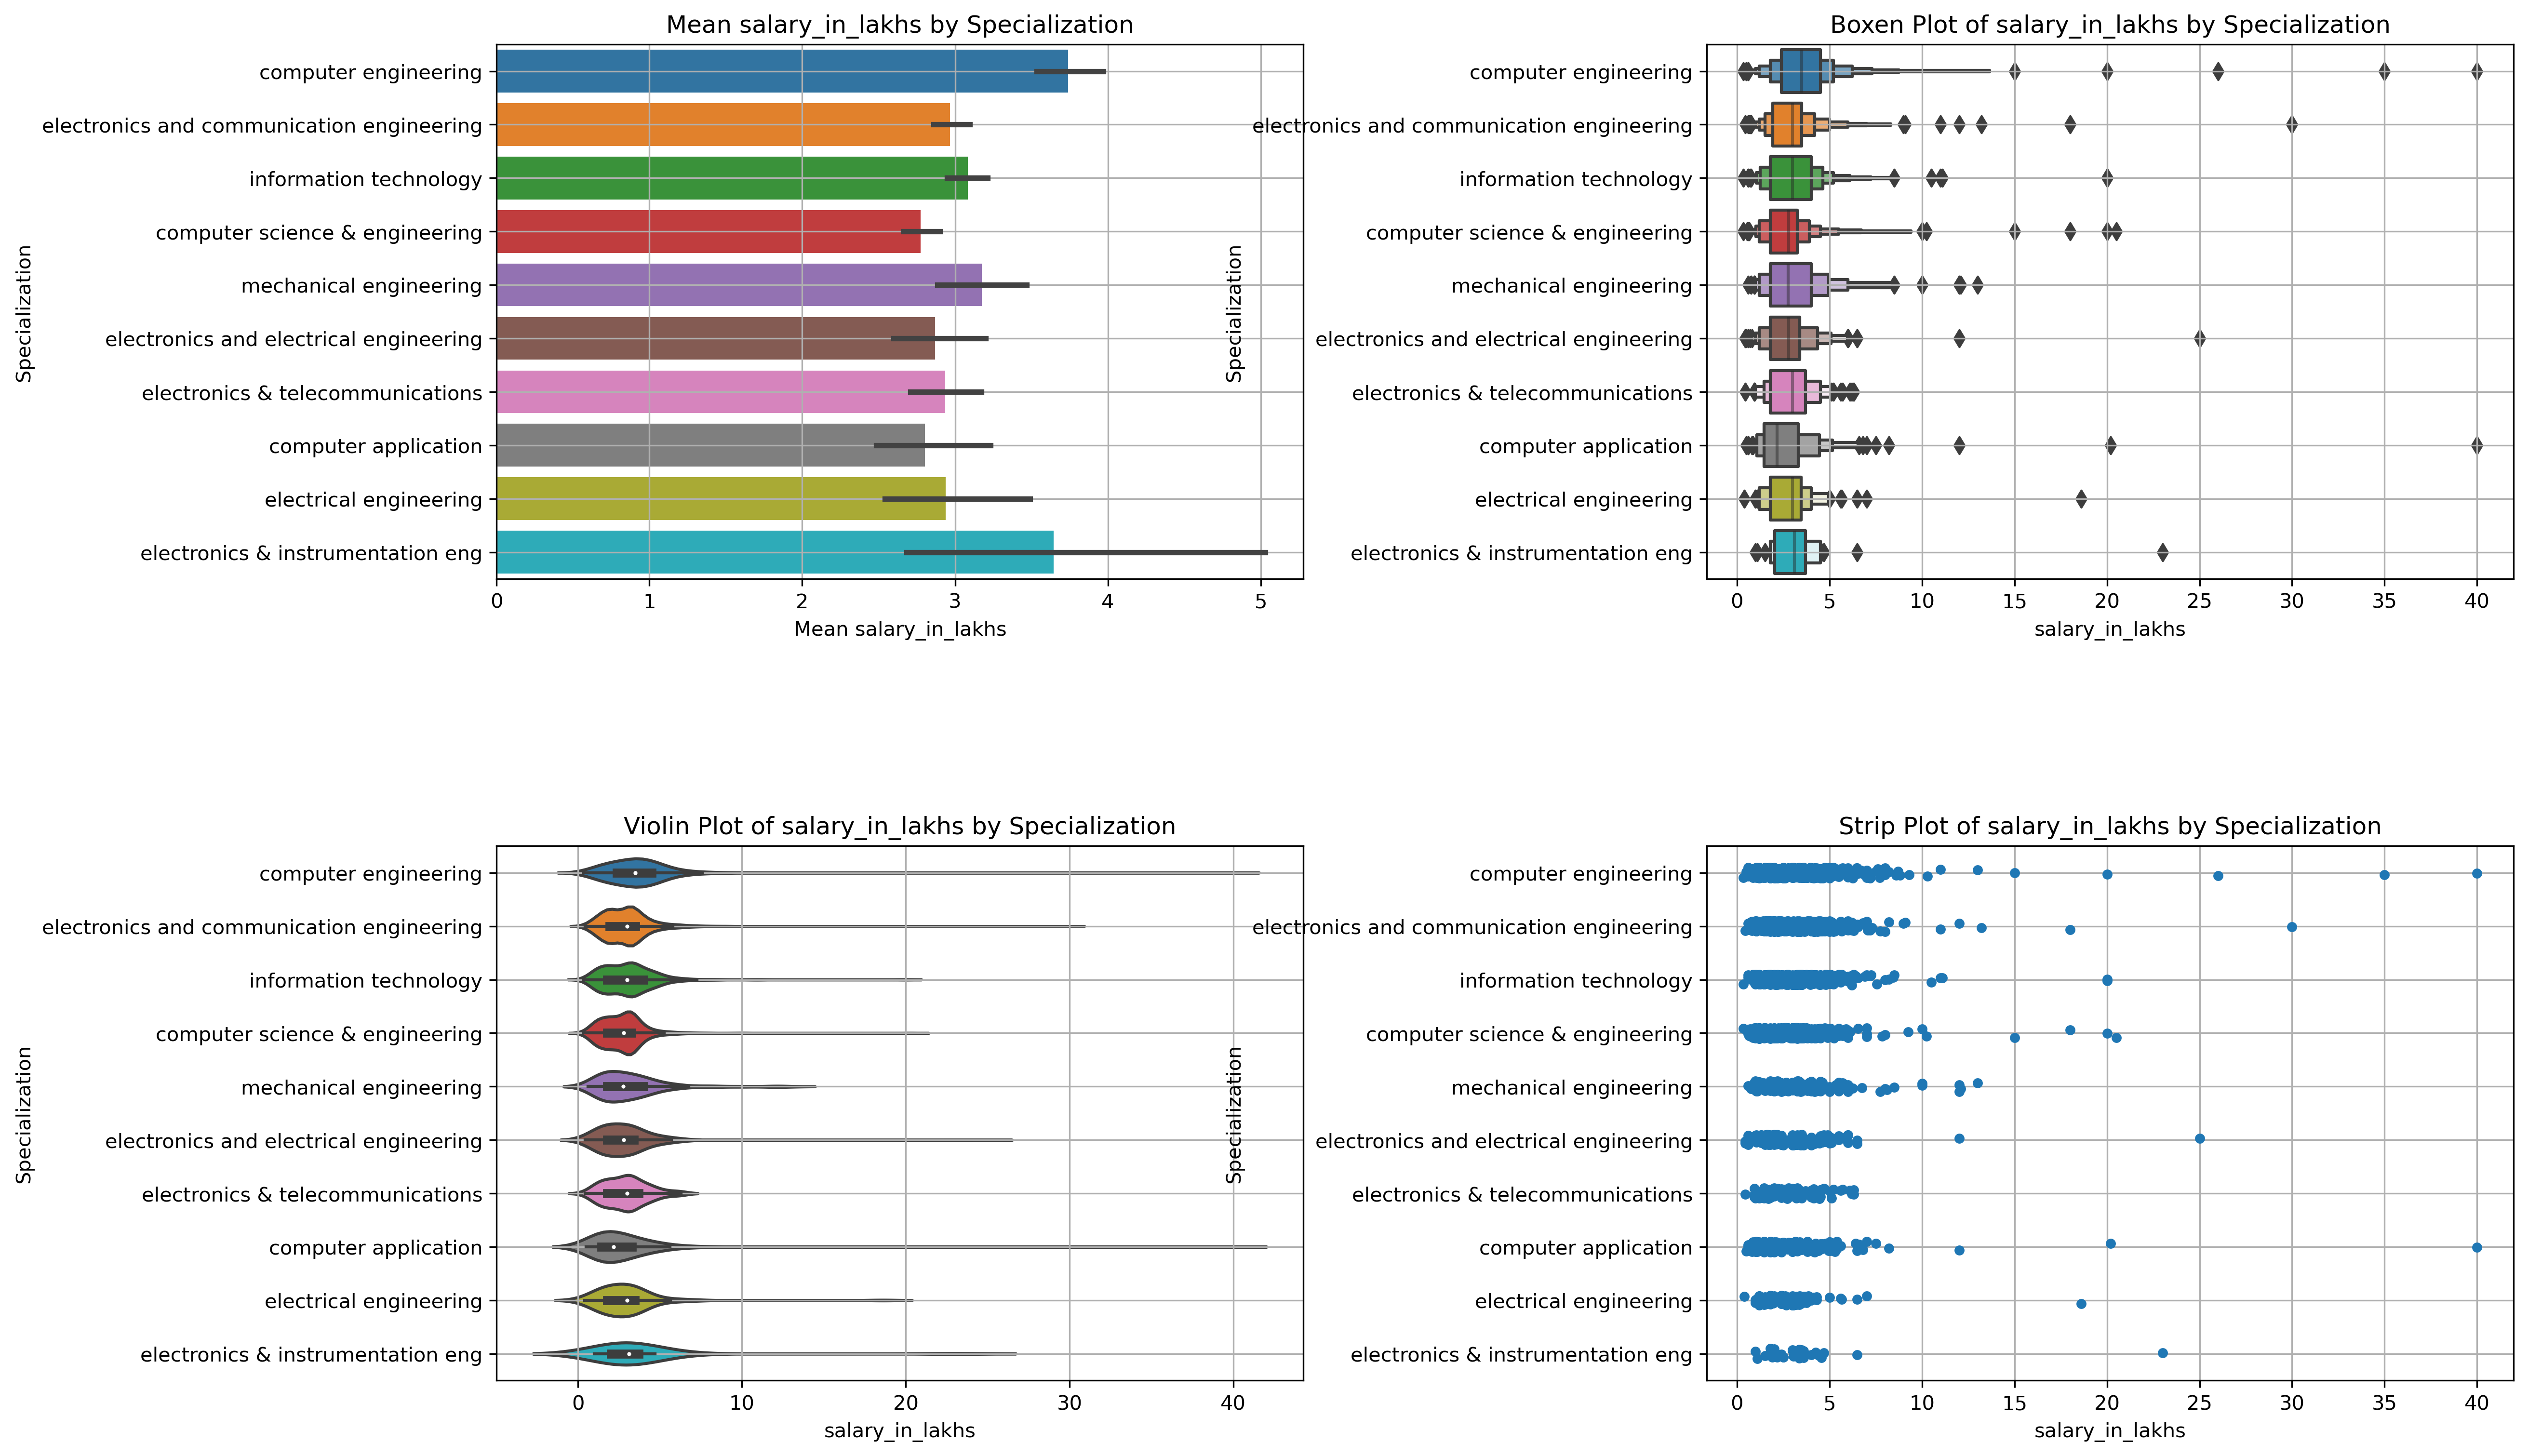 Mean salary_in_lakhs by Specialization
Specialization
computer engineering
electronics and communication engineering
information technology
computer science & engineering
mechanical engineering
electronics and electrical engineering
electronics & telecommunications
computer application
electrical engineering
electronics & instrumentation eng
0 1 2 3 4 5
Mean salary_in_lakhs
Boxen Plot of salary_in_lakhs by Specialization
Specialization
computer engineering
electronics and communication engineering
information technology
computer science & engineering
mechanical engineering
electronics and electrical engineering
electronics & telecommunications
computer application
electrical engineering
electronics & instrumentation eng
0 5 10 15 20 25 30 35 40
salary_in_lakhs
Violin Plot of salary_in_lakhs by Specialization
Specialization
computer engineering
electronics and communication engineering
information technology
computer science & engineering
mechanical engineering
electronics and electrical engineering
electronics & telecommunications
computer application
electrical engineering
electronics & instrumentation eng
0 10 20 30 40
salary_in_lakhs
Strip Plot of salary_in_lakhs by Specialization
Specialization
computer engineering
electronics and communication engineering
information technology
computer science & engineering
mechanical engineering
electronics and electrical engineering
electronics & telecommunications
computer application
electrical engineering
electronics & instrumentation eng
0 5 10 15 20 25 30 35 40
salary_in_lakhs